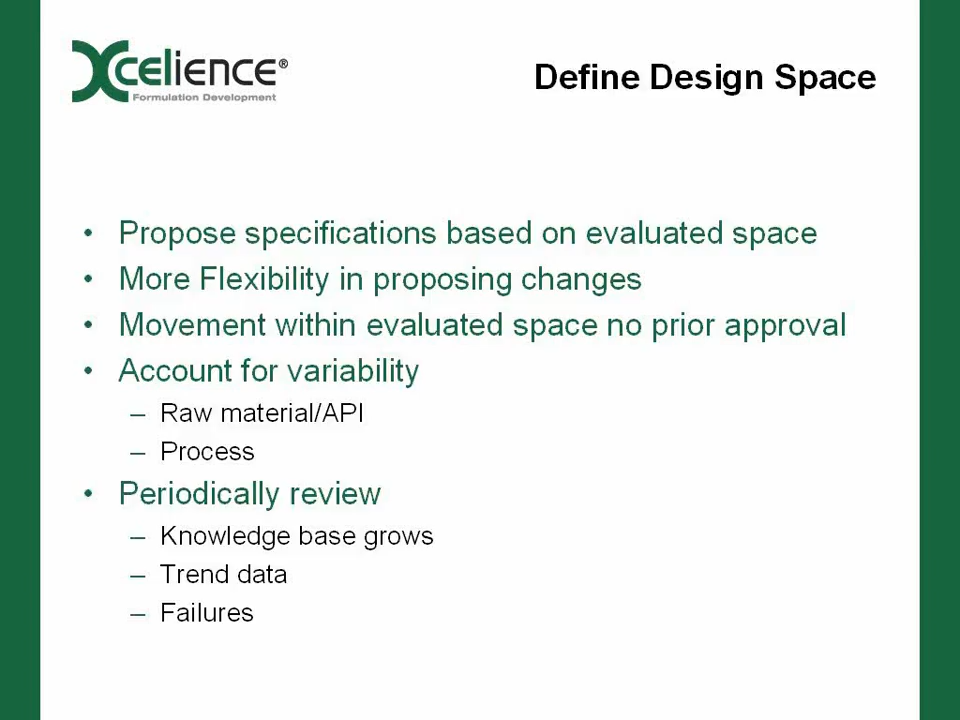 Xcelience®
Formulation Development
Define Design Space
• Propose specifications based on evaluated space
• More Flexibility in proposing changes
• Movement within evaluated space no prior approval
• Account for variability
– Raw material/API
– Process
• Periodically review
– Knowledge base grows
– Trend data
– Failures